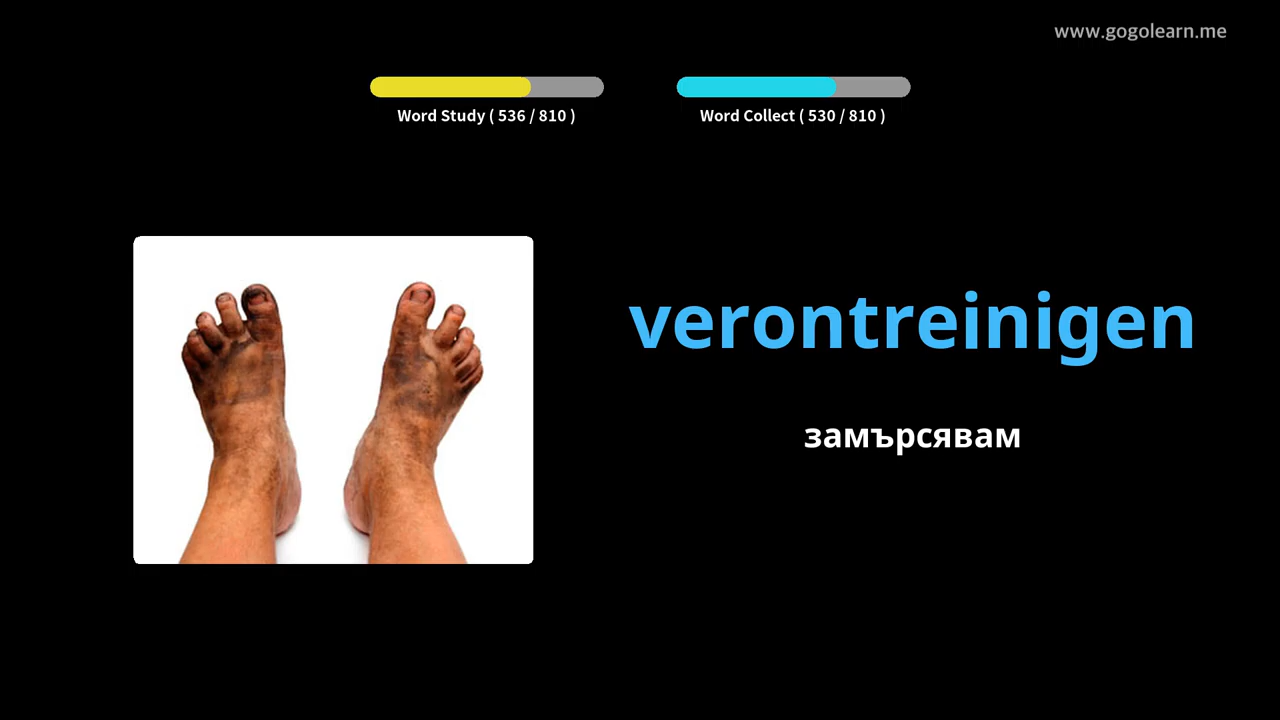 www.gogolearn.me
Word Study ( 536 / 810 )
Word Collect ( 530 / 810 )
verontreinigen
замърсявам